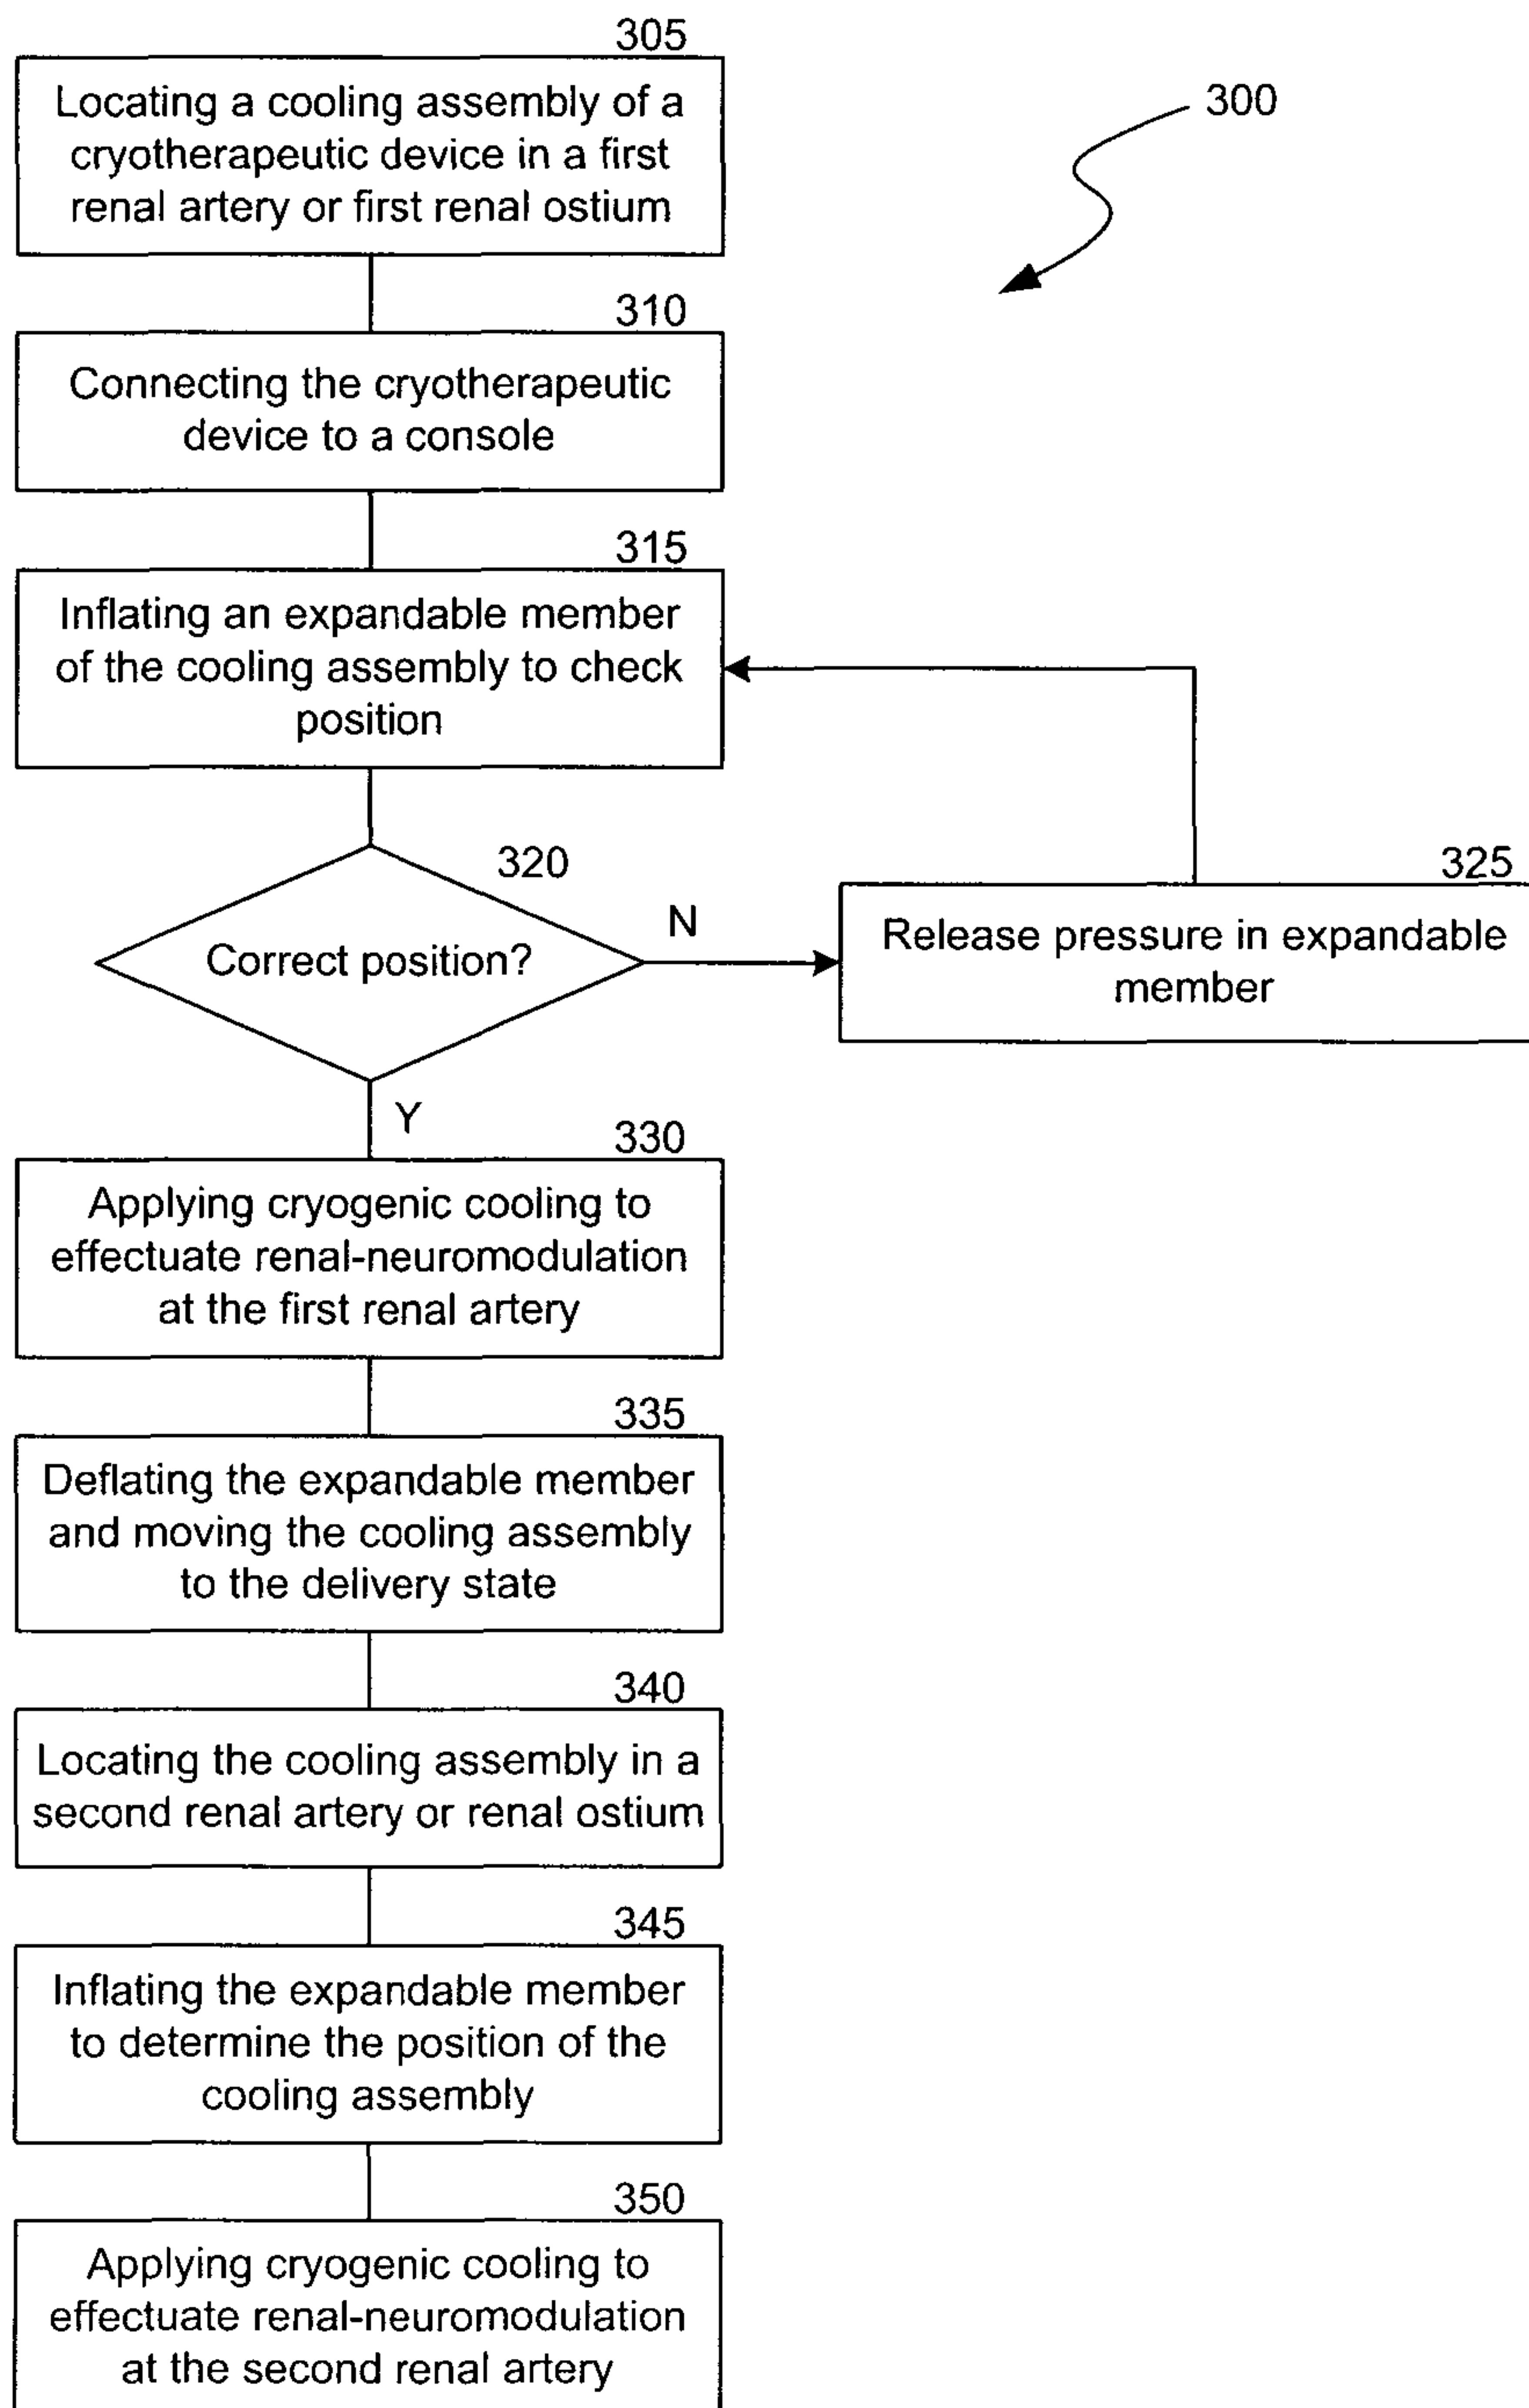 305
Locating a cooling assembly of a
cryotherapeutic device in a first
renal artery or first renal ostium
300
310
Connecting the cryotherapeutic
device to a console
315
Inflating an expandable member
of the cooling assembly to check
position
320
Correct position?
N
325
Release pressure in expandable
member
Y
330
Applying cryogenic cooling to
effectuate renal-neuromodulation
at the first renal artery
335
Deflating the expandable member
and moving the cooling assembly
to the delivery state
340
Locating the cooling assembly in a
second renal artery or renal ostium
345
Inflating the expandable member
to determine the position of the
cooling assembly
350
Applying cryogenic cooling to
effectuate renal-neuromodulation
at the second renal artery